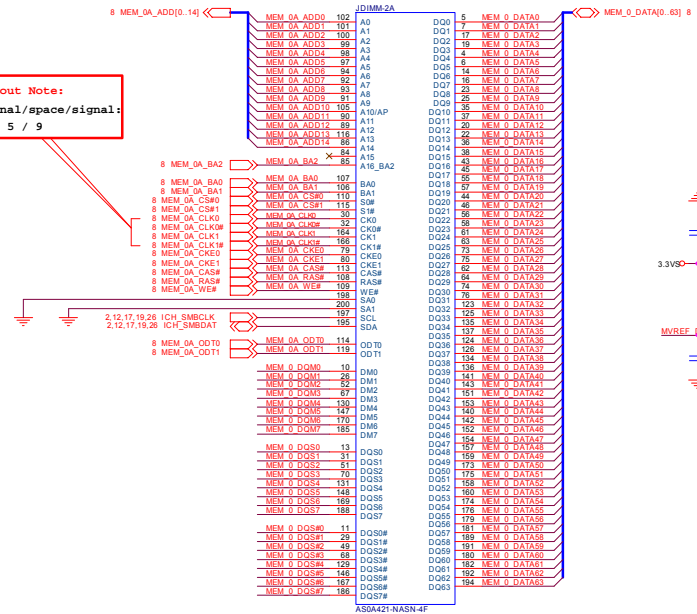 8 MEM_0A_ADD[0..14]
JDIMM-2A
MEM_0_DATA[0..63] 8
MEM_0A_ADD0 102 A0
MEM_0A_ADD1 101 A1
MEM_0A_ADD2 100 A2
MEM_0A_ADD3 99 A3
MEM_0A_ADD4 98 A4
MEM_0A_ADD5 97 A5
MEM_0A_ADD6 94 A6
MEM_0A_ADD7 92 A7
MEM_0A_ADD8 93 A8
MEM_0A_ADD9 91 A9
MEM_0A_ADD10 105 A10/AP
MEM_0A_ADD11 90 A11
MEM_0A_ADD12 89 A12
MEM_0A_ADD13 116 A13
MEM_0A_ADD14 86 A14
84 A15
8 MEM_0A_BA2 MEM_0A_BA2 85 A16_BA2
out Note:
nal/space/signal:
5 / 9
8 MEM_0A_BA0 MEM_0A_BA0 107 BA0
8 MEM_0A_BA1 MEM_0A_BA1 106 BA1
8 MEM_0A_CS#0 MEM_0A_CS#0 110 S0#
8 MEM_0A_CS#1 MEM_0A_CS#1 115 S1#
8 MEM_0A_CLK0 MEM_0A_CLK0 30 CK0
8 MEM_0A_CLK0# MEM_0A_CLK0# 32 CK0#
8 MEM_0A_CLK1 MEM_0A_CLK1 164 CK1
8 MEM_0A_CLK1# MEM_0A_CLK1# 166 CK1#
8 MEM_0A_CKE0 MEM_0A_CKE0 79 CKE0
8 MEM_0A_CKE1 MEM_0A_CKE1 80 CKE1
8 MEM_0A_CAS# MEM_0A_CAS# 113 CAS#
8 MEM_0A_RAS# MEM_0A_RAS# 108 RAS#
8 MEM_0A_WE# MEM_0A_WE# 109 WE#
198 SA0
200 SA1
2,12,17,19,26 ICH_SMBCLK 197 SCL
2,12,17,19,26 ICH_SMBDAT 195 SDA
8 MEM_0A_ODT0 MEM_0A_ODT0 114 ODT0
8 MEM_0A_ODT1 MEM_0A_ODT1 119 ODT1
MEM_0_DQM0 10 DM0
MEM_0_DQM1 26 DM1
MEM_0_DQM2 52 DM2
MEM_0_DQM3 67 DM3
MEM_0_DQM4 130 DM4
MEM_0_DQM5 147 DM5
MEM_0_DQM6 170 DM6
MEM_0_DQM7 185 DM7
MEM_0_DQS0 13 DQS0
MEM_0_DQS1 31 DQS1
MEM_0_DQS2 51 DQS2
MEM_0_DQS3 70 DQS3
MEM_0_DQS4 131 DQS4
MEM_0_DQS5 148 DQS5
MEM_0_DQS6 169 DQS6
MEM_0_DQS7 188 DQS7
MEM_0_DQS#0 11 DQS0#
MEM_0_DQS#1 29 DQS1#
MEM_0_DQS#2 49 DQS2#
MEM_0_DQS#3 68 DQS3#
MEM_0_DQS#4 129 DQS4#
MEM_0_DQS#5 146 DQS5#
MEM_0_DQS#6 167 DQS6#
MEM_0_DQS#7 186 DQS7#
DQ0 5 MEM_0_DATA0
DQ1 7 MEM_0_DATA1
DQ2 17 MEM_0_DATA2
DQ3 19 MEM_0_DATA3
DQ4 4 MEM_0_DATA4
DQ5 6 MEM_0_DATA5
DQ6 14 MEM_0_DATA6
DQ7 16 MEM_0_DATA7
DQ8 23 MEM_0_DATA8
DQ9 25 MEM_0_DATA9
DQ10 35 MEM_0_DATA10
DQ11 37 MEM_0_DATA11
DQ12 20 MEM_0_DATA12
DQ13 22 MEM_0_DATA13
DQ14 36 MEM_0_DATA14
DQ15 38 MEM_0_DATA15
DQ16 43 MEM_0_DATA16
DQ17 45 MEM_0_DATA17
DQ18 55 MEM_0_DATA18
DQ19 57 MEM_0_DATA19
DQ20 44 MEM_0_DATA20
DQ21 46 MEM_0_DATA21
DQ22 56 MEM_0_DATA22
DQ23 58 MEM_0_DATA23
DQ24 61 MEM_0_DATA24
DQ25 63 MEM_0_DATA25
DQ26 73 MEM_0_DATA26
DQ27 75 MEM_0_DATA27
DQ28 62 MEM_0_DATA28
DQ29 64 MEM_0_DATA29
DQ30 74 MEM_0_DATA30
DQ31 76 MEM_0_DATA31
DQ32 123 MEM_0_DATA32
DQ33 125 MEM_0_DATA33
DQ34 135 MEM_0_DATA34
DQ35 137 MEM_0_DATA35
DQ36 124 MEM_0_DATA36
DQ37 126 MEM_0_DATA37
DQ38 134 MEM_0_DATA38
DQ39 136 MEM_0_DATA39
DQ40 141 MEM_0_DATA40
DQ41 143 MEM_0_DATA41
DQ42 151 MEM_0_DATA42
DQ43 153 MEM_0_DATA43
DQ44 140 MEM_0_DATA44
DQ45 142 MEM_0_DATA45
DQ46 152 MEM_0_DATA46
DQ47 154 MEM_0_DATA47
DQ48 157 MEM_0_DATA48
DQ49 159 MEM_0_DATA49
DQ50 173 MEM_0_DATA50
DQ51 175 MEM_0_DATA51
DQ52 158 MEM_0_DATA52
DQ53 160 MEM_0_DATA53
DQ54 174 MEM_0_DATA54
DQ55 176 MEM_0_DATA55
DQ56 179 MEM_0_DATA56
DQ57 181 MEM_0_DATA57
DQ58 189 MEM_0_DATA58
DQ59 191 MEM_0_DATA59
DQ60 180 MEM_0_DATA60
DQ61 182 MEM_0_DATA61
DQ62 192 MEM_0_DATA62
DQ63 194 MEM_0_DATA63
AS0A421-NASN-4F
3.3VS
MVREF_